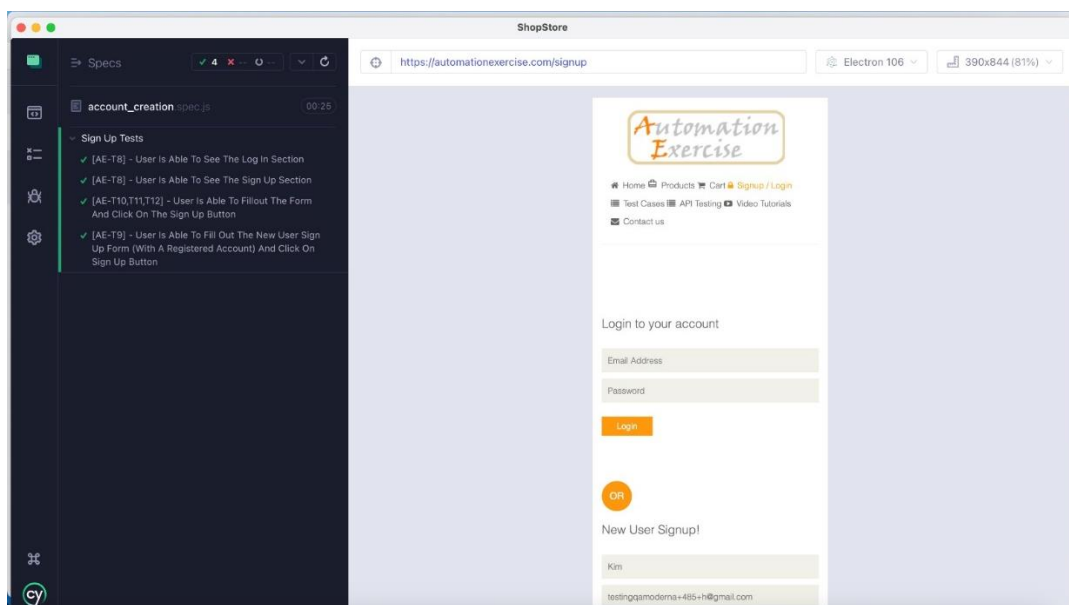 ShopStore
Specs
4
--
--
https://automationexercise.com/signup
Electron 106
390x844 (81%)
account_creation.spec.js
00:25
Sign Up Tests
[AE-T8] - User Is Able To See The Log In Section
[AE-T8] - User Is Able To See The Sign Up Section
[AE-T10,T11,T12] - User Is Able To Fillout The Form
And Click On The Sign Up Button
[AE-T9] - User Is Able To Fill Out The New User Sign
Up Form (With A Registered Account) And Click On
Sign Up Button
cy
Automation
Exercise
Home Products Cart Signup / Login
Test Cases API Testing Video Tutorials
Contact us
Login to your account
Email Address
Password
Login
OR
New User Signup!
Kim
testingqamoderna+485+h@gmail.com